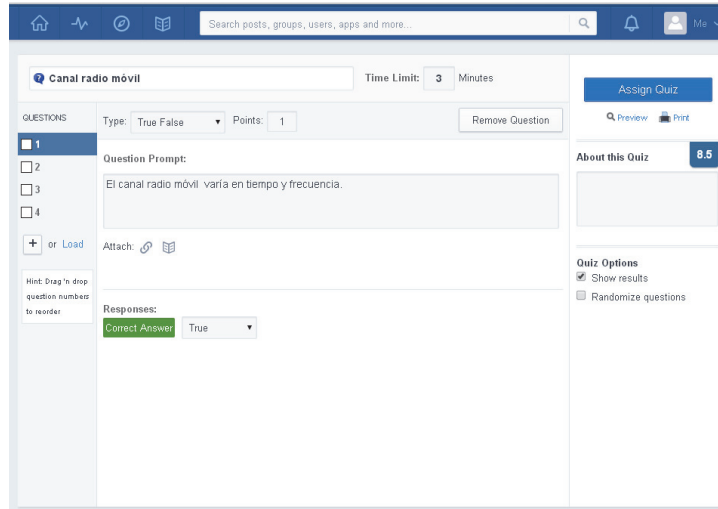 Search posts, groups, users, apps and more...
Me
Canal radio móvil
Time Limit: 3 Minutes
Assign Quiz
Preview Print
QUESTIONS
Type: True False Points: 1
Remove Question
1
2
3
4
+ or Load
Hint: Drag 'n drop
question numbers
to reorder
Question Prompt:
El canal radio móvil varía en tiempo y frecuencia.
Attach:
Responses:
Correct Answer True
About this Quiz
8.5
Quiz Options
Show results
Randomize questions